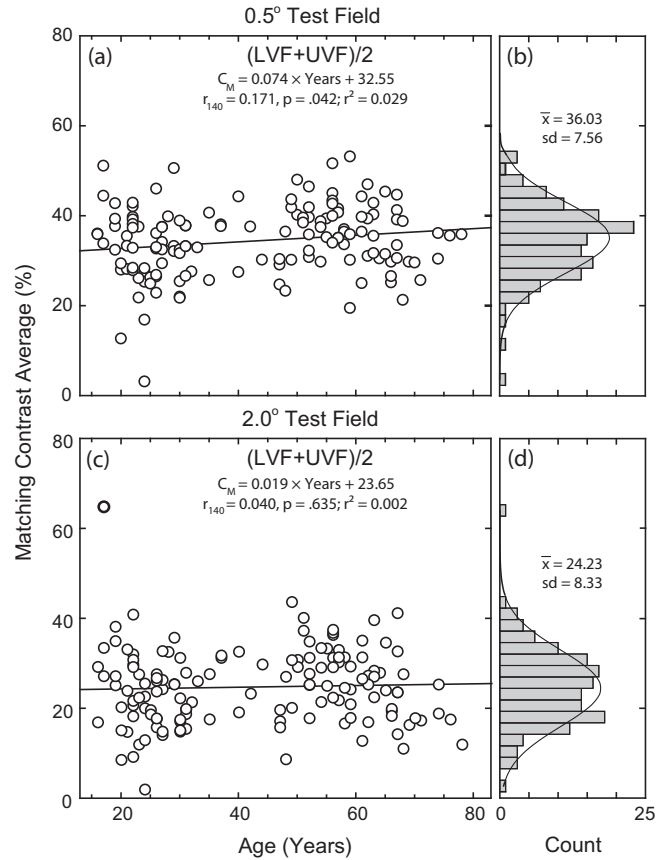 0.5° Test Field
80
(a)
(LVF+UVF)/2
(b)
C_M = 0.074 × Years + 32.55
r₁₄₀ = 0.171, p = .042; r² = 0.029
x̅ = 36.03
sd = 7.56
60
40
20
0
2.0° Test Field
80
(c)
(LVF+UVF)/2
(d)
C_M = 0.019 × Years + 23.65
r₁₄₀ = 0.040, p = .635; r² = 0.002
x̅ = 24.23
sd = 8.33
60
40
20
0
Matching Contrast Average (%)
20 40 60 80
0 25
Age (Years)
Count